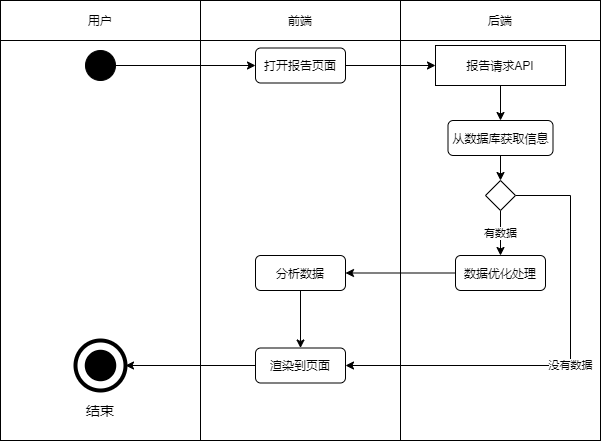 用户
前端
后端
打开报告页面
报告请求API
从数据库获取信息
有数据
分析数据
数据优化处理
渲染到页面
没有数据
结束